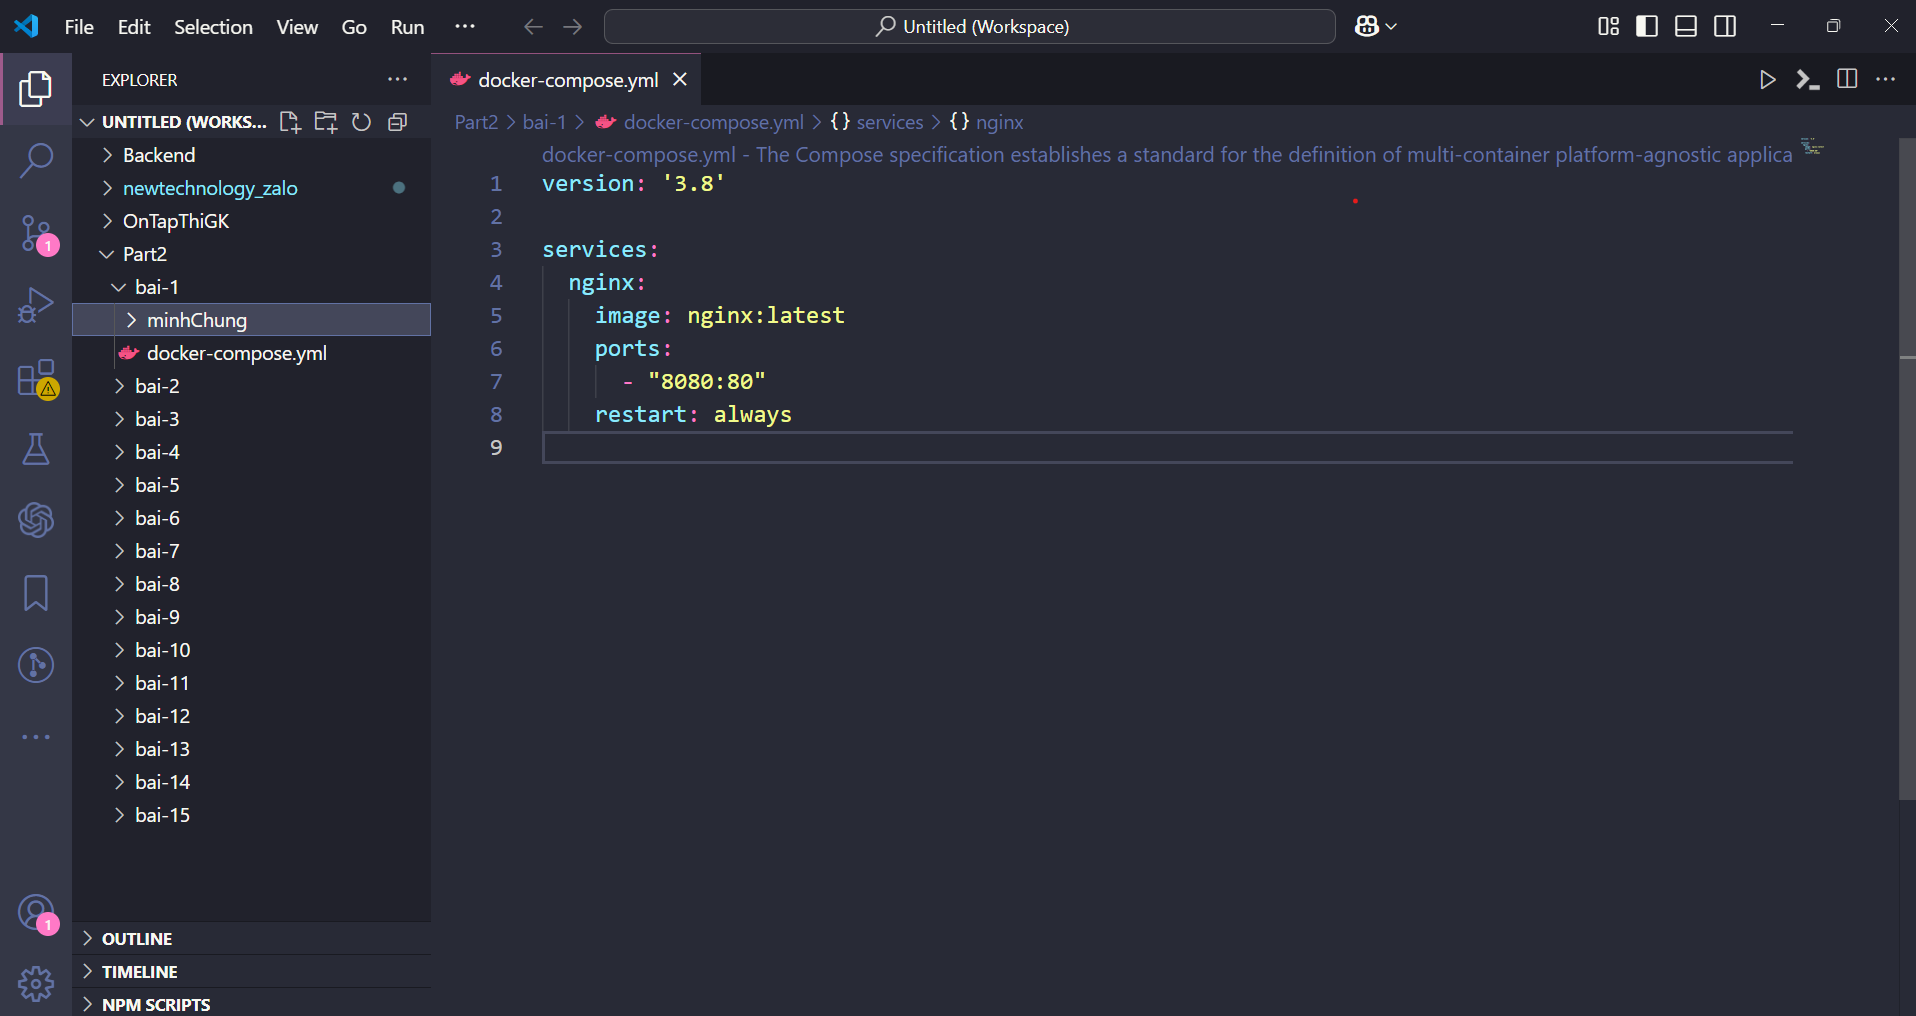 File Edit Selection View Go Run ··· Untitled (Workspace)
EXPLORER ···
UNTITLED (WORKS...
Backend
newtechnology_zalo
OnTapThiGK
Part2
bai-1
minhChung
docker-compose.yml
bai-2
bai-3
bai-4
bai-5
bai-6
bai-7
bai-8
bai-9
bai-10
bai-11
bai-12
bai-13
bai-14
bai-15
OUTLINE
TIMELINE
NPM SCRIPTS
1
1
docker-compose.yml
Part2 > bai-1 > docker-compose.yml > {} services > {} nginx
docker-compose.yml - The Compose specification establishes a standard for the definition of multi-container platform-agnostic applica
1 version: '3.8'
2
3 services:
4 nginx:
5 image: nginx:latest
6 ports:
7 - "8080:80"
8 restart: always
9